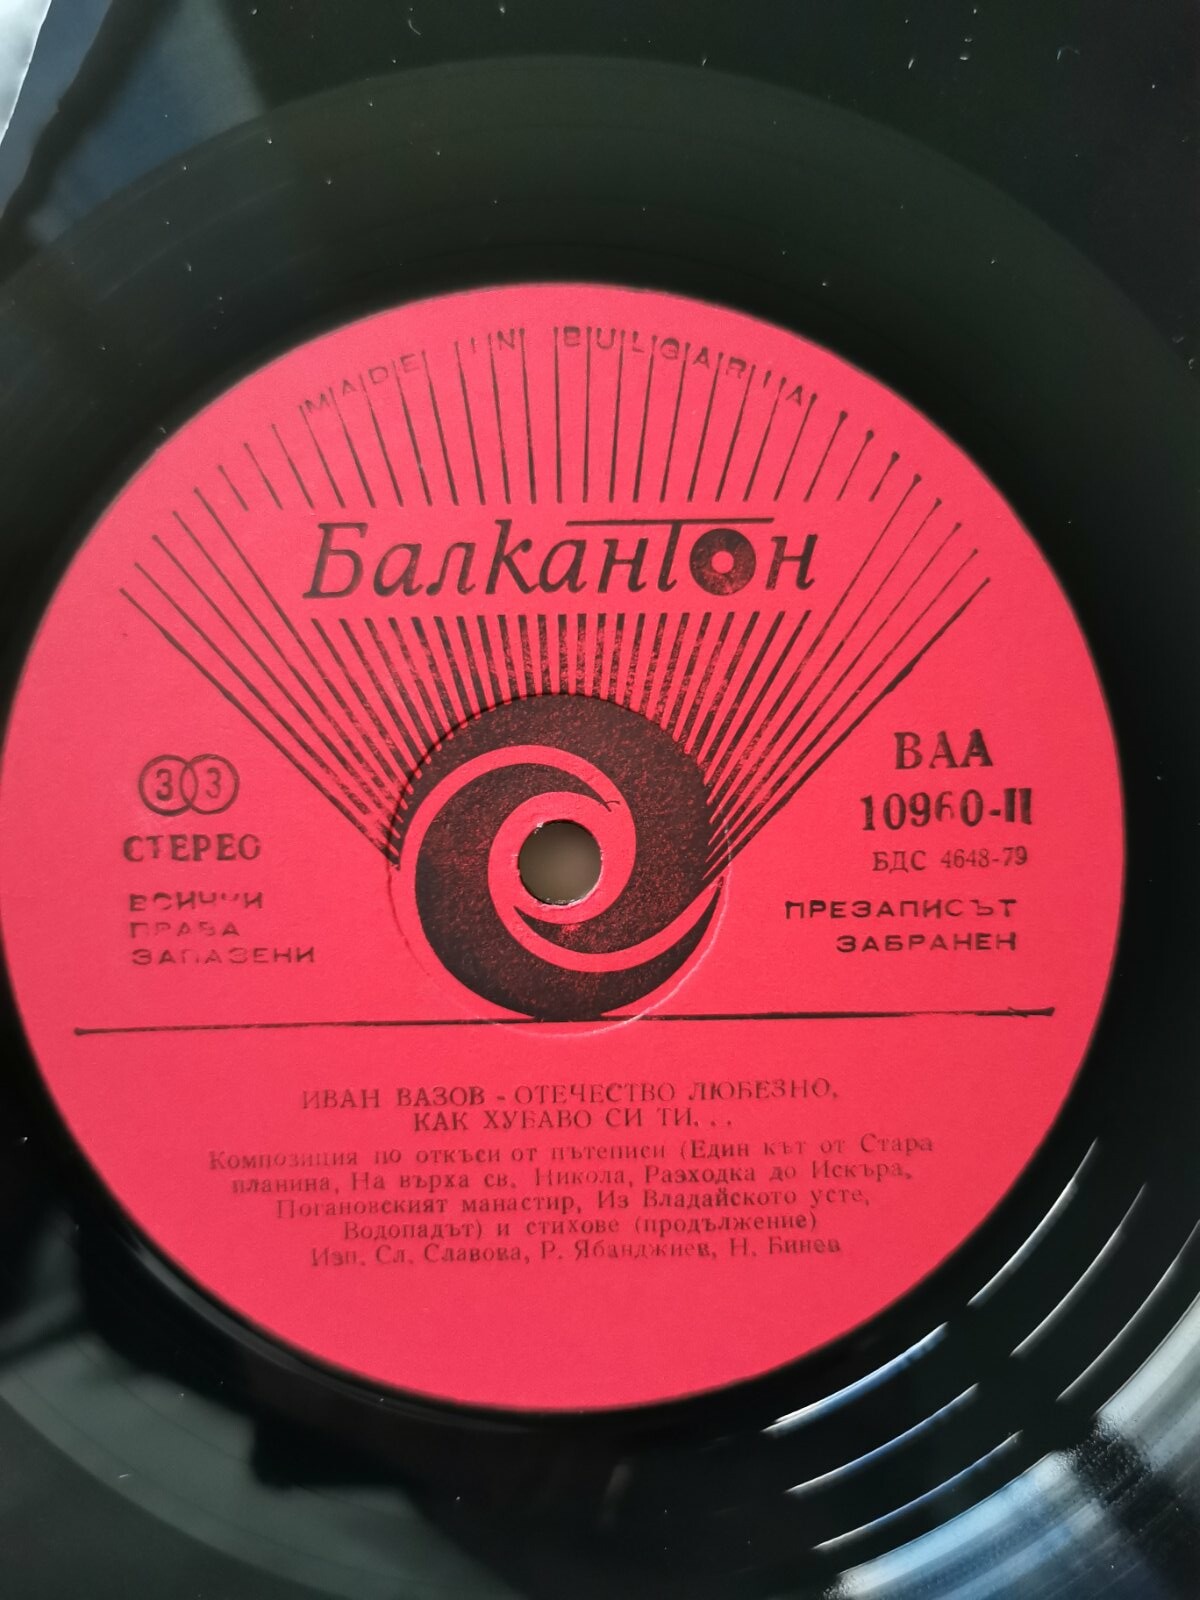 MADE IN BULGARIA
Балкантон
33
СТЕРЕО
ВСИЧКИ
ПРАВА
ЗАПАЗЕНИ
ВАА
10960-II
БДС 4648-79
ПРЕЗАПИСЪТ
ЗАБРАНЕН
ИВАН ВАЗОВ - ОТЕЧЕСТВО ЛЮБЕЗНО,
КАК ХУБАВО СИ ТИ...
Композиция по откъси от пътеписи (Един кът от Стара
планина, На върха св. Никола, Разходка до Искъра,
Погановският манастир, Из Владайското усте,
Водопадът) и стихове (продължение)
Изп. Сл. Славова, Р. Ябанджиев, Н. Бинев